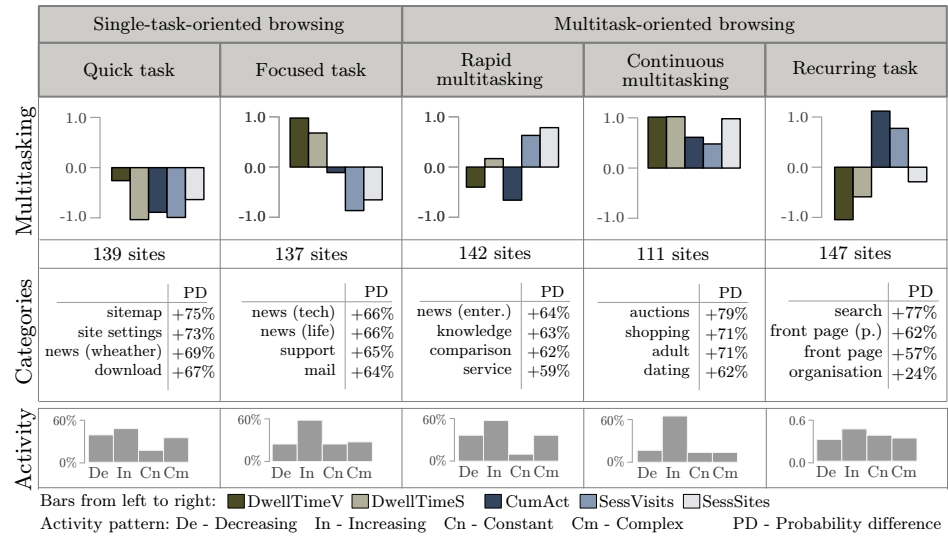 Single-task-oriented browsing Multitask-oriented browsing
Quick task Focused task Rapid multitasking Continuous multitasking Recurring task
Multitasking
1.0 0.0 -1.0
1.0 0.0 -1.0
1.0 0.0 -1.0
1.0 0.0 -1.0
1.0 0.0 -1.0
139 sites 137 sites 142 sites 111 sites 147 sites
Categories
PD
sitemap +75%
site settings +73%
news (wheather) +69%
download +67%
PD
news (tech) +66%
news (life) +66%
support +65%
mail +64%
PD
news (enter.) +64%
knowledge +63%
comparison +62%
service +59%
PD
auctions +79%
shopping +71%
adult +71%
dating +62%
PD
search +77%
front page (p.) +62%
front page +57%
organisation +24%
Activity
60% 0%
De In Cn Cm
60% 0%
De In Cn Cm
60% 0%
De In Cn Cm
60% 0%
De In Cn Cm
0.6 0.0
De In Cn Cm
Bars from left to right: DwellTimeV DwellTimeS CumAct SessVisits SessSites
Activity pattern: De - Decreasing In - Increasing Cn - Constant Cm - Complex PD - Probability difference